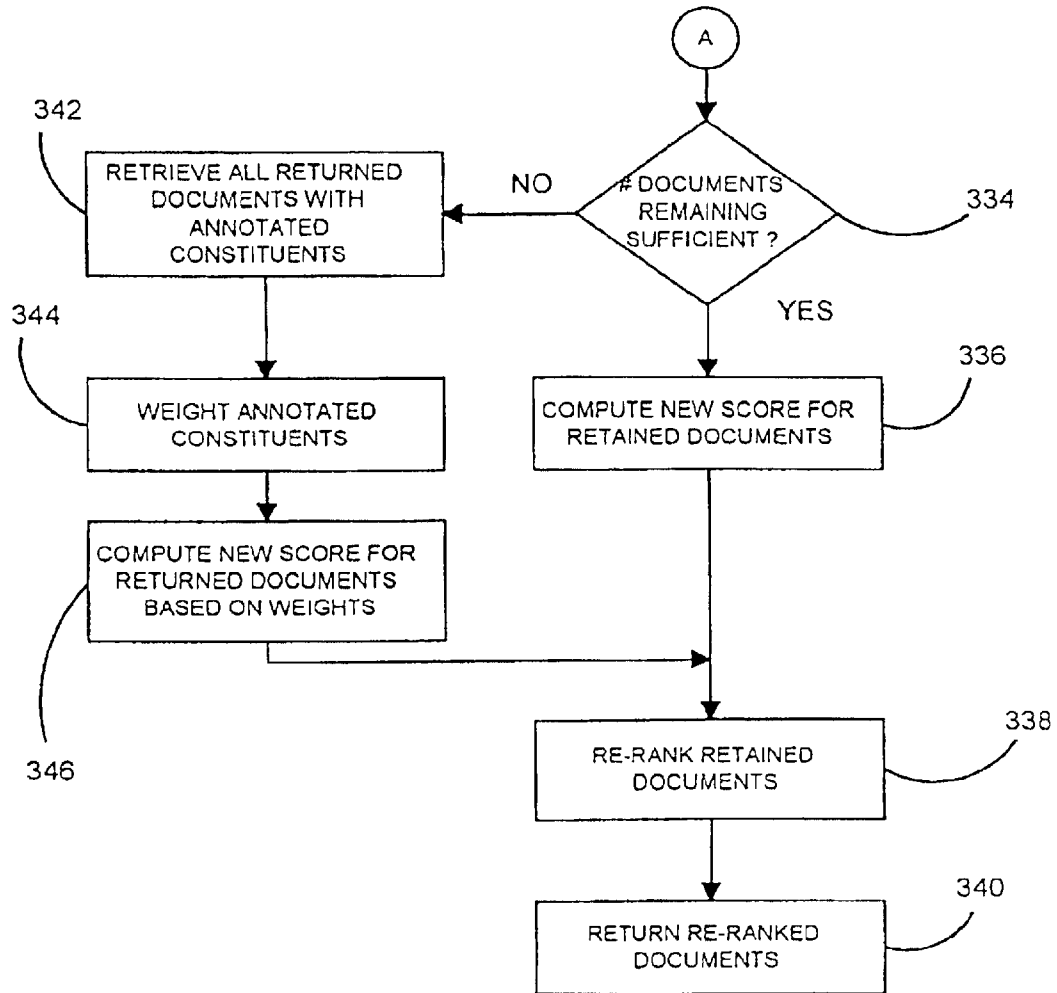 A
342
RETRIEVE ALL RETURNED
DOCUMENTS WITH
ANNOTATED
CONSTITUENTS
NO
# DOCUMENTS
REMAINING
SUFFICIENT ?
334
YES
344
WEIGHT ANNOTATED
CONSTITUENTS
336
COMPUTE NEW SCORE FOR
RETAINED DOCUMENTS
COMPUTE NEW SCORE FOR
RETURNED DOCUMENTS
BASED ON WEIGHTS
346
338
RE-RANK RETAINED
DOCUMENTS
340
RETURN RE-RANKED
DOCUMENTS